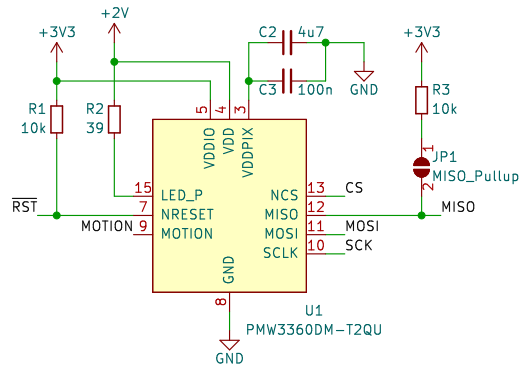 +3V3
+2V
C2 4u7
+3V3
C3 100n
GND
R1
10k
R2
39
R3
10k
5
4
3
VDDIO
VDD
VDDPIX
1
JP1
MISO_Pullup
2
15 LED_P
NCS 13 CS
RST
7 NRESET
MISO 12 MISO
MOTION 9 MOTION
MOSI 11 MOSI
SCLK 10 SCK
GND
8
U1
PMW3360DM-T2QU
GND